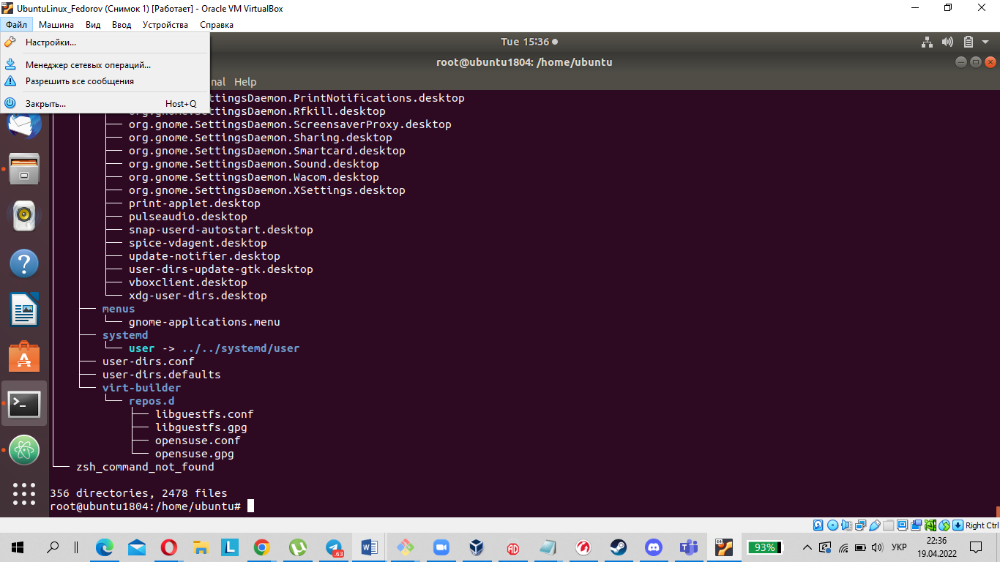 UbuntuLinux_Fedorov (Снимок 1) [Работает] - Oracle VM VirtualBox
Файл Машина Вид Ввод Устройства Справка
Настройки...
Менеджер сетевых операций...
Разрешить все сообщения
Закрыть... Host+Q
Tue 15:36
root@ubuntu1804: /home/ubuntu
nal Help
ttingsDaemon.PrintNotifications.desktop
org.gnome.SettingsDaemon.Rfkill.desktop
org.gnome.SettingsDaemon.ScreensaverProxy.desktop
org.gnome.SettingsDaemon.Sharing.desktop
org.gnome.SettingsDaemon.Smartcard.desktop
org.gnome.SettingsDaemon.Sound.desktop
org.gnome.SettingsDaemon.Wacom.desktop
org.gnome.SettingsDaemon.XSettings.desktop
print-applet.desktop
pulseaudio.desktop
snap-userd-autostart.desktop
spice-vdagent.desktop
update-notifier.desktop
user-dirs-update-gtk.desktop
vboxclient.desktop
xdg-user-dirs.desktop
menus
gnome-applications.menu
systemd
user -> ../../systemd/user
user-dirs.conf
user-dirs.defaults
virt-builder
repos.d
libguestfs.conf
libguestfs.gpg
opensuse.conf
opensuse.gpg
zsh_command_not_found
356 directories, 2478 files
root@ubuntu1804:/home/ubuntu#
Right Ctrl
93%
УКР
22:36
19.04.2022